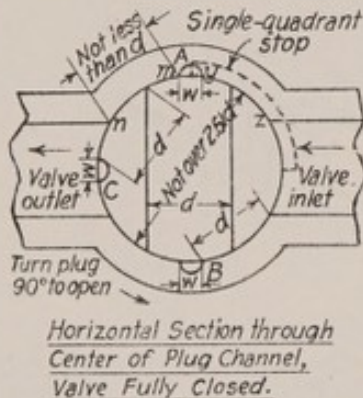 Not less
than d
Single-quadrant
stop
A
m
y
W
n
z
d
Not over 2.5d
W
C
d
d
Valve
outlet
Valve
inlet
B
W
Turn plug
90° to open
Horizontal Section through
Center of Plug Channel,
Valve Fully Closed.